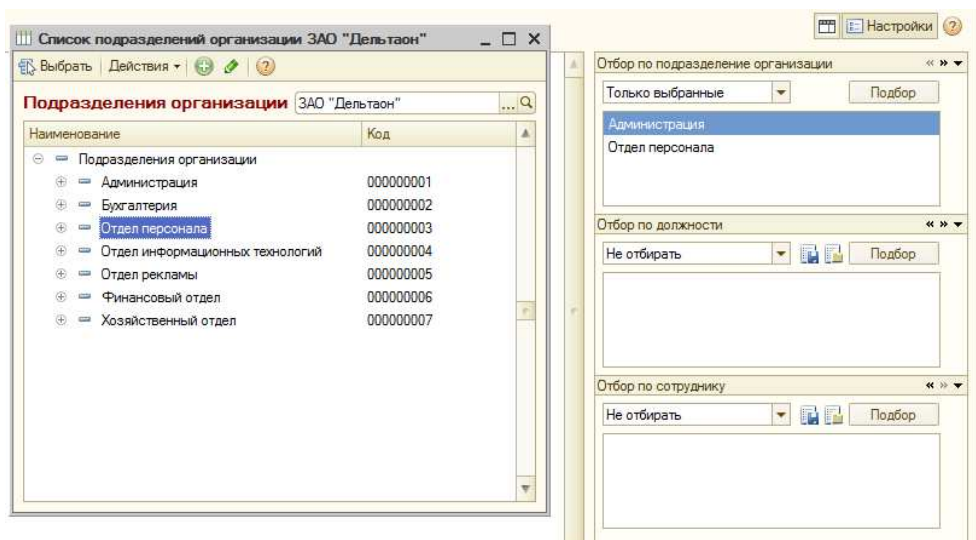 Список подразделений организации ЗАО "Дельтаон"
Выбрать Действия
Подразделения организации ЗАО "Дельтаон" ...
Наименование Код
Подразделения организации
Администрация 000000001
Бухгалтерия 000000002
Отдел персонала 000000003
Отдел информационных технологий 000000004
Отдел рекламы 000000005
Финансовый отдел 000000006
Хозяйственный отдел 000000007
Настройки
Отбор по подразделение организации
Только выбранные Подбор
Администрация
Отдел персонала
Отбор по должности
Не отбирать Подбор
Отбор по сотруднику
Не отбирать Подбор